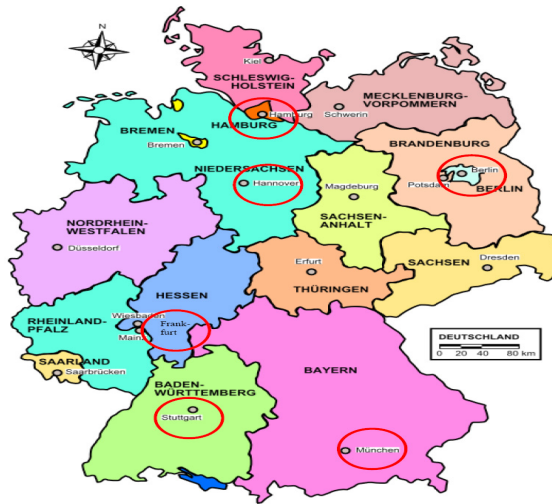 N
Kiel
SCHLESWIG-
HOLSTEIN
MECKLENBURG-
VORPOMMERN
Hamburg
Schwerin
HAMBURG
BREMEN
Bremen
BRANDENBURG
NIEDERSACHSEN
Berlin
Hannover
Potsdam
BERLIN
Magdeburg
NORDRHEIN-
WESTFALEN
SACHSEN-
ANHALT
Düsseldorf
Dresden
SACHSEN
Erfurt
THÜRINGEN
HESSEN
RHEINLAND-
PFALZ
Wiesbaden
Frank-
furt
Mainz
DEUTSCHLAND
0 20 40 80 km
SAARLAND
Saarbrücken
BAYERN
BADEN-
WÜRTTEMBERG
Stuttgart
München